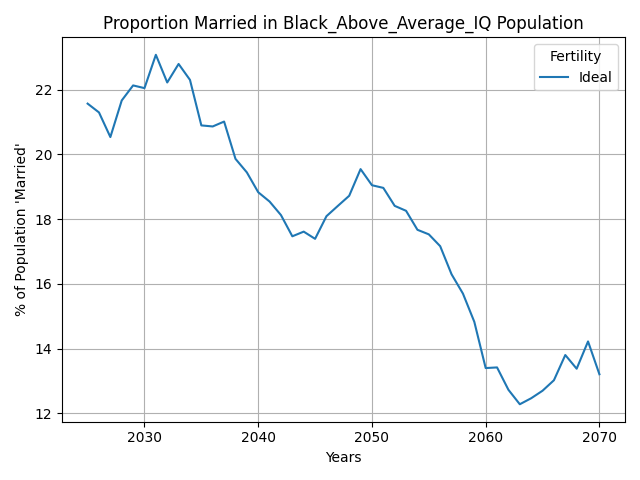 Proportion Married in Black_Above_Average_IQ Population
Fertility
Ideal
% of Population 'Married'
22
20
18
16
14
12
2030
2040
2050
2060
2070
Years